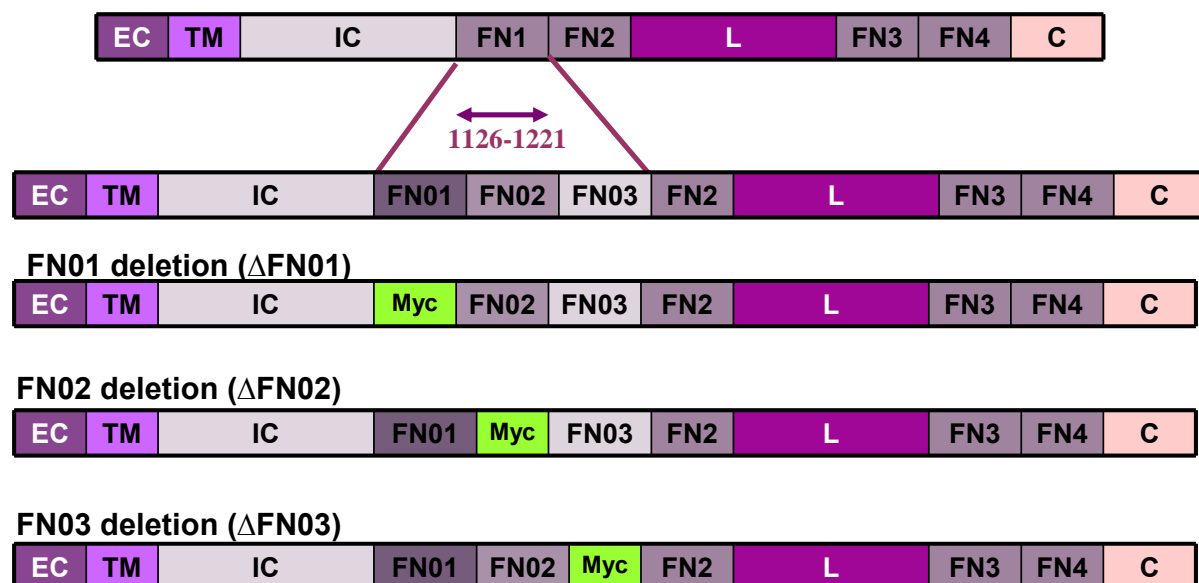 EC TM IC FN1 FN2 L FN3 FN4 C
1126-1221
EC TM IC FN01 FN02 FN03 FN2 L FN3 FN4 C
FN01 deletion (∆FN01)
EC TM IC Myc FN02 FN03 FN2 L FN3 FN4 C
FN02 deletion (∆FN02)
EC TM IC FN01 Myc FN03 FN2 L FN3 FN4 C
FN03 deletion (∆FN03)
EC TM IC FN01 FN02 Myc FN2 L FN3 FN4 C